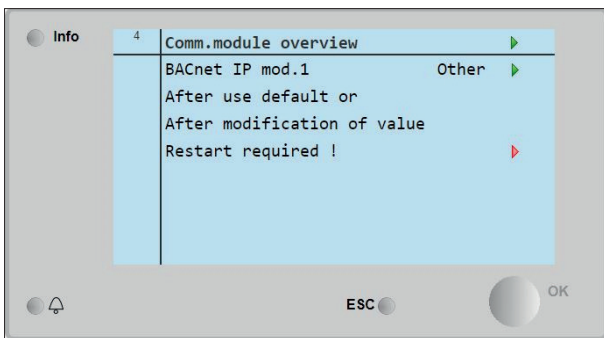 Info
4
Comm.module overview
BACnet IP mod.1 Other
After use default or
After modification of value
Restart required !
ESC
OK